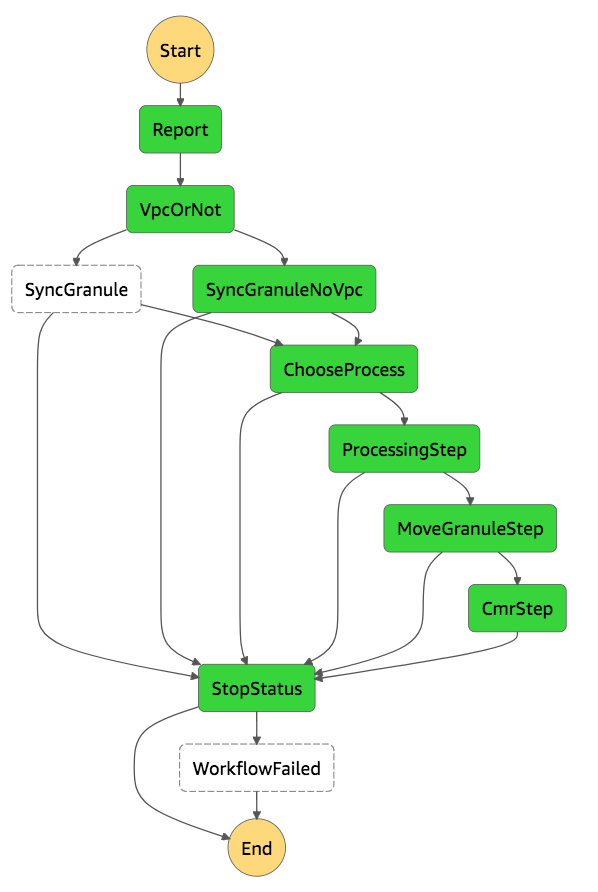 Start
Report
VpcOrNot
SyncGranule
SyncGranuleNoVpc
ChooseProcess
ProcessingStep
MoveGranuleStep
CmrStep
StopStatus
WorkflowFailed
End